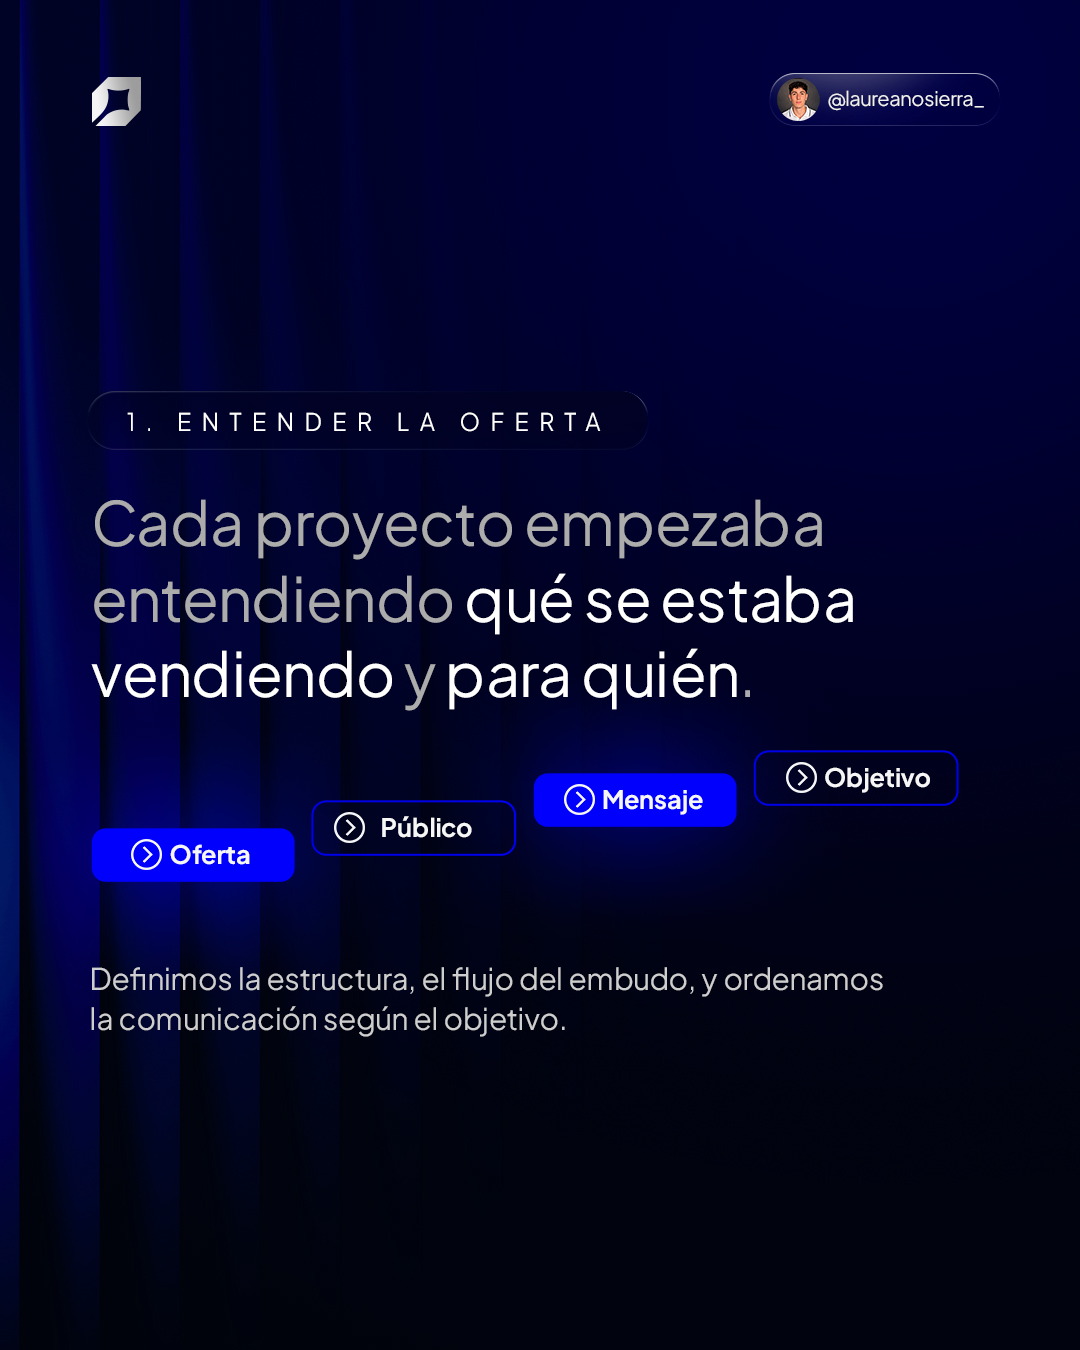 @laureanosierra_
1. ENTENDER LA OFERTA
Cada proyecto empezaba
entendiendo qué se estaba
vendiendo y para quién.
Oferta
Público
Mensaje
Objetivo
Definimos la estructura, el flujo del embudo, y ordenamos
la comunicación según el objetivo.